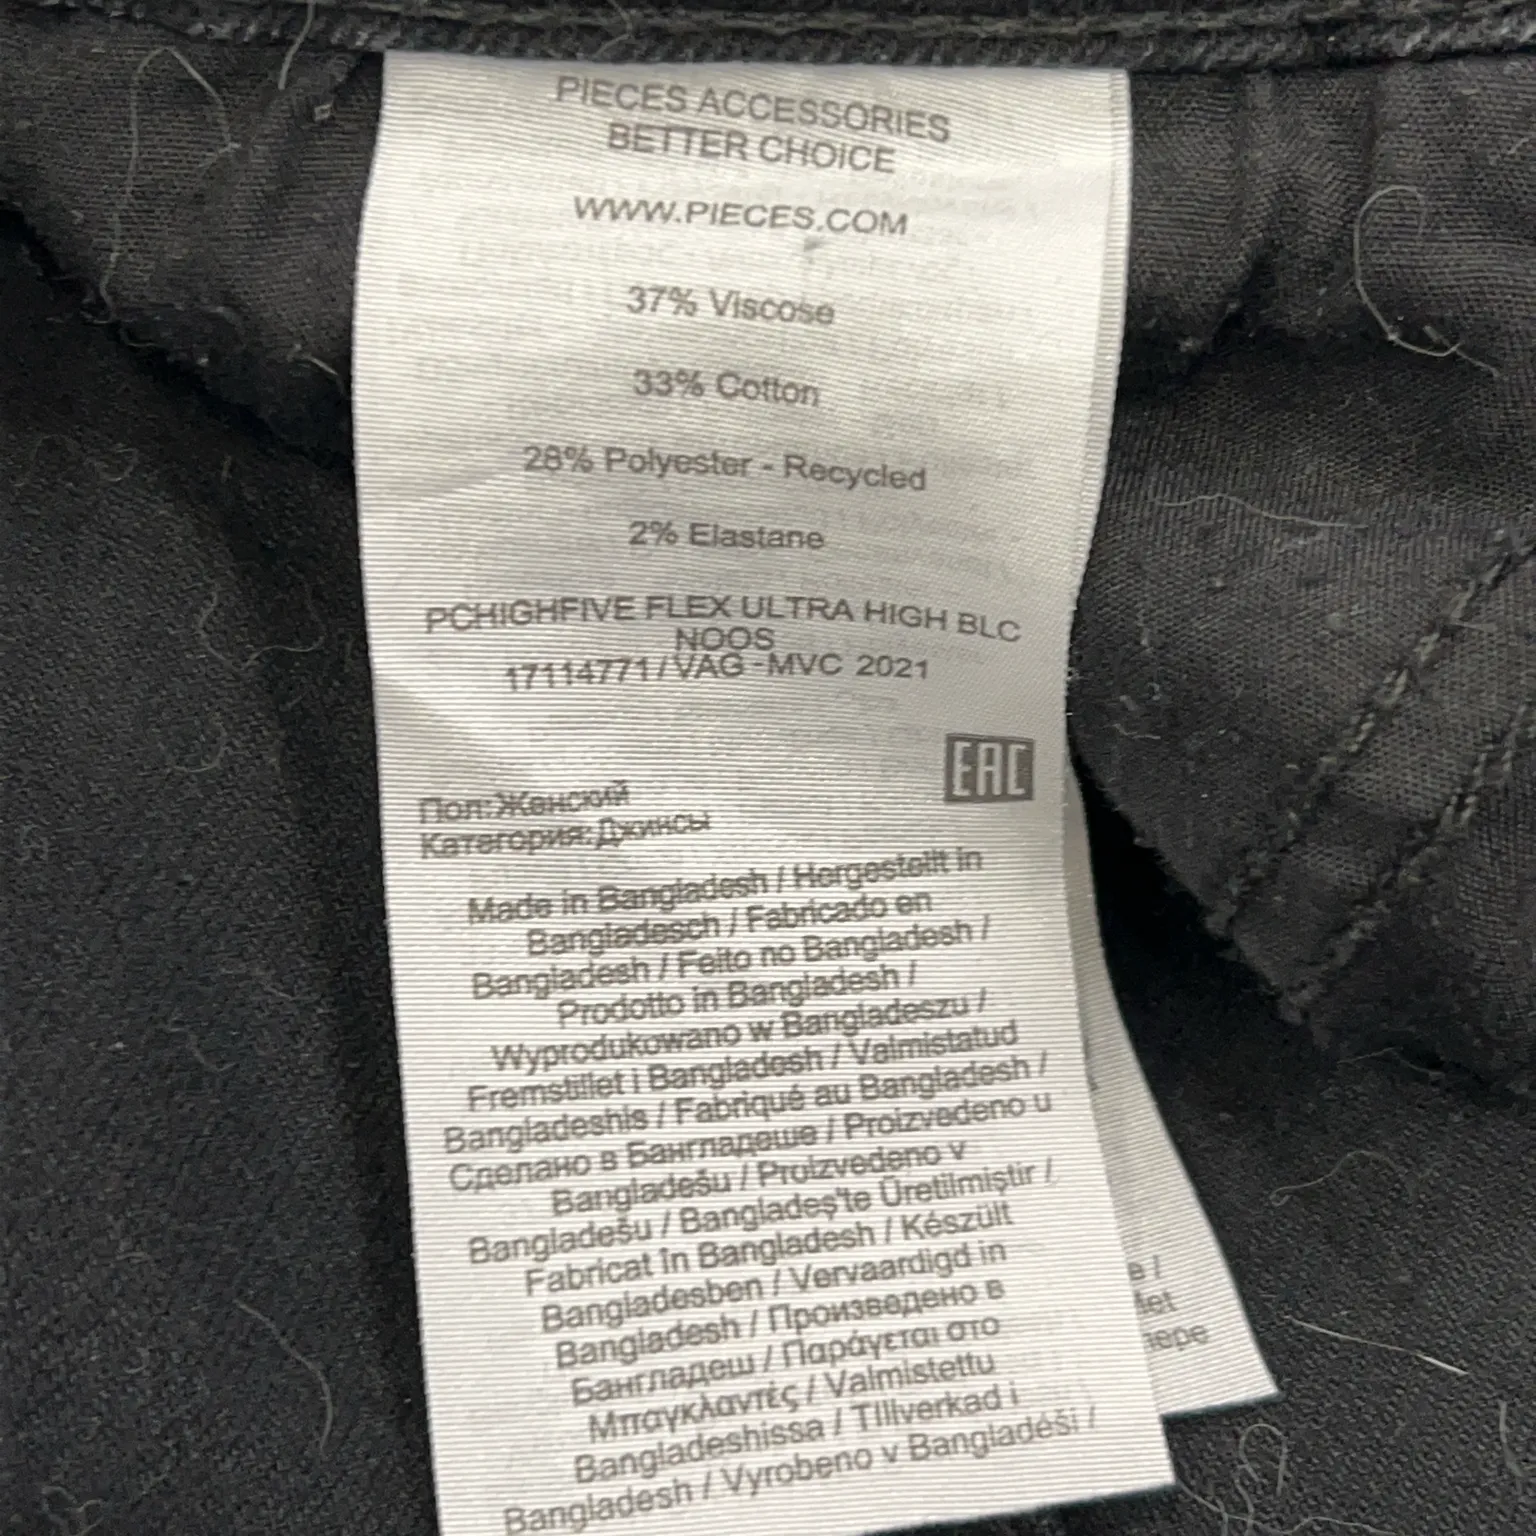 PIECES ACCESSORIES
BETTER CHOICE
WWW.PIECES.COM
37% Viscose
33% Cotton
28% Polyester - Recycled
2% Elastane
PCHIGHFIVE FLEX ULTRA HIGH BLC
NOOS
17114771/VAG-MVC 2021
EAC
Пол:Женский
Категория:Джинсы
Made in Bangladesh / Hergestellt in
Bangladesch / Fabricado en
Bangladesh / Feito no Bangladesh /
Prodotto in Bangladesh /
Wyprodukowano w Bangladeszu /
Fremstillet i Bangladesh / Valmistatud
Bangladeshis / Fabriqué au Bangladesh /
Сделано в Бангладеше / Proizvedeno u
Bangladešu / Proizvedeno v
Bangladešu / Bangladeş'te Üretilmiştir /
Fabricat în Bangladesh / Készült
Bangladesben / Vervaardigd in
Bangladesh / Произведено в
Бангладеш / Παράγεται στο
Μπαγκλαντές / Valmistettu
Bangladeshissa / Tillverkad i
Bangladesh / Vyrobeno v Bangladéši /
e /
let
пере